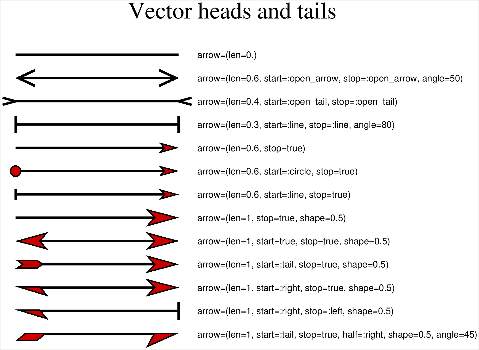 Vector heads and tails
arrow=(len=0.)
arrow=(len=0.6, start=:open_arrow, stop=:open_arrow, angle=50)
arrow=(len=0.4, start=:open_tail, stop=:open_tail)
arrow=(len=0.3, start=:line, stop=:line, angle=80)
arrow=(len=0.6, stop=true)
arrow=(len=0.6, start=:circle, stop=true)
arrow=(len=0.6, start=:line, stop=true)
arrow=(len=1, stop=true, shape=0.5)
arrow=(len=1, start=true, stop=true, shape=0.5)
arrow=(len=1, start=:tail, stop=true, shape=0.5)
arrow=(len=1, start=:right, stop=true, shape=0.5)
arrow=(len=1, start=:right, stop=:left, shape=0.5)
arrow=(len=1, start=:tail, stop=true, half=:right, shape=0.5, angle=45)